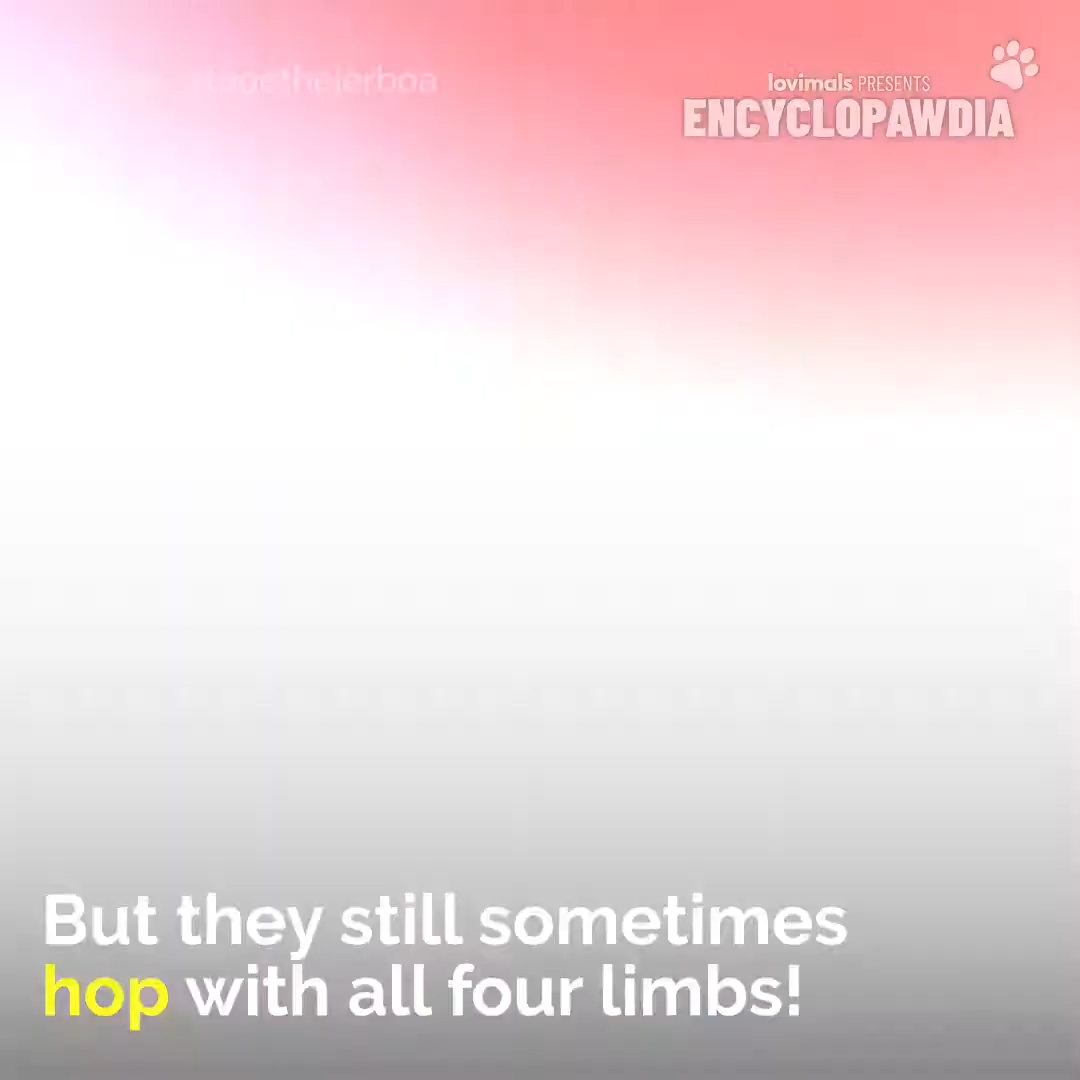 lovimals PRESENTS
ENCYCLOPAWDIA
But they still sometimes
hop with all four limbs!